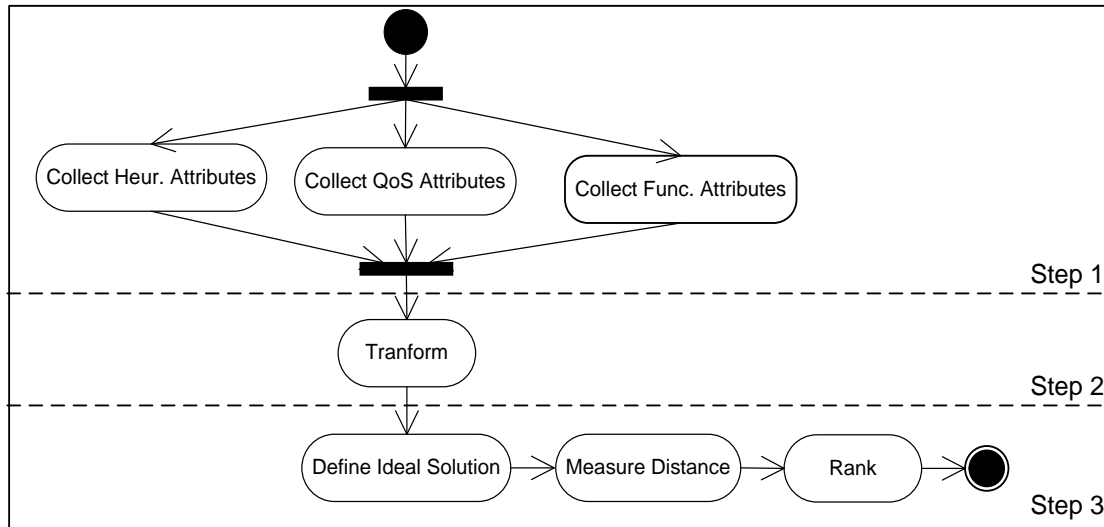 Collect Heur. Attributes
Collect QoS Attributes
Collect Func. Attributes
Step 1
Tranform
Step 2
Define Ideal Solution
Measure Distance
Rank
Step 3